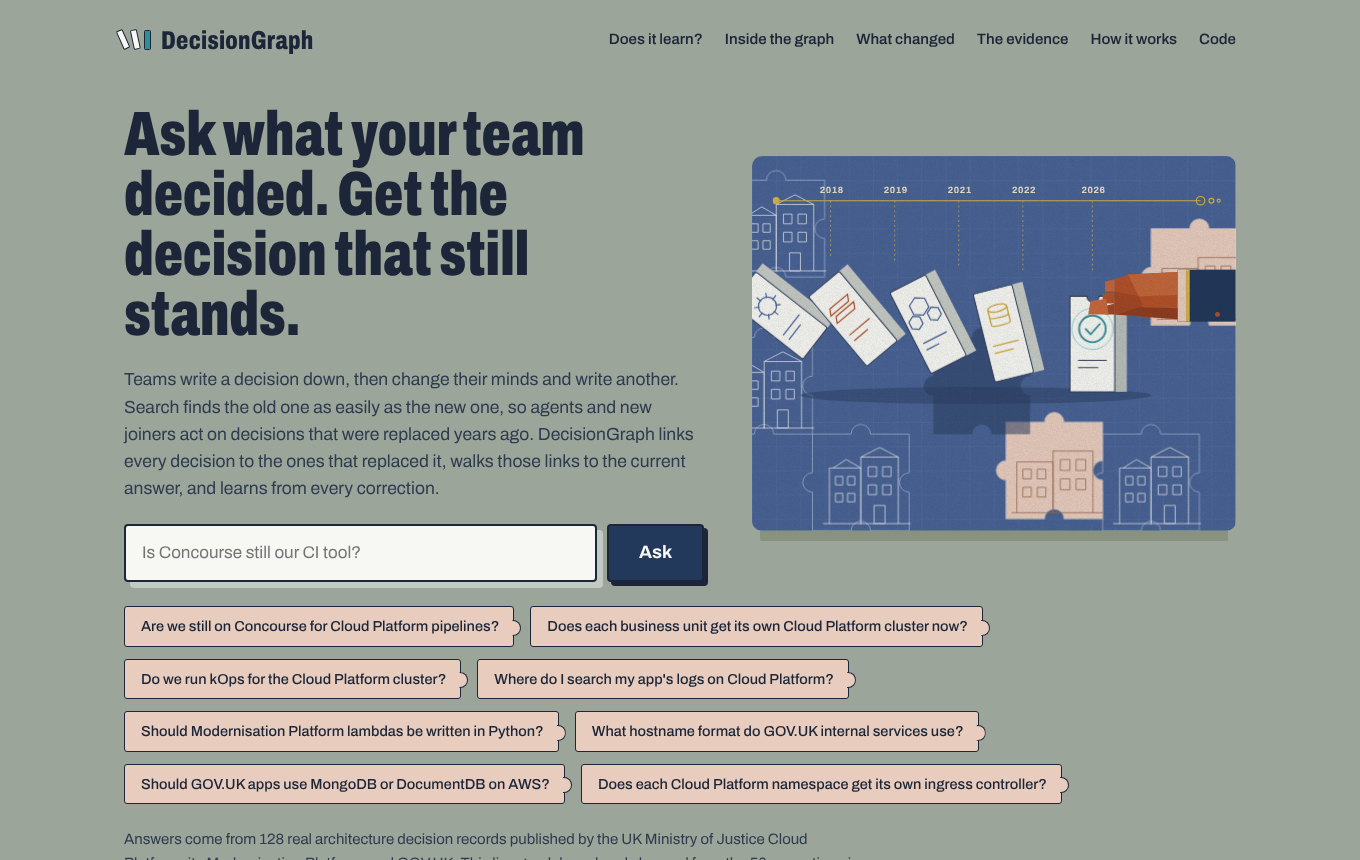 DecisionGraph
Does it learn? Inside the graph What changed The evidence How it works Code
Ask what your team
decided. Get the
decision that still
stands.
2018 2019 2021 2022 2026
Teams write a decision down, then change their minds and write another.
Search finds the old one as easily as the new one, so agents and new
joiners act on decisions that were replaced years ago. DecisionGraph links
every decision to the ones that replaced it, walks those links to the current
answer, and learns from every correction.
Is Concourse still our CI tool?
Ask
Are we still on Concourse for Cloud Platform pipelines?
Does each business unit get its own Cloud Platform cluster now?
Do we run kOps for the Cloud Platform cluster?
Where do I search my app's logs on Cloud Platform?
Should Modernisation Platform lambdas be written in Python?
What hostname format do GOV.UK internal services use?
Should GOV.UK apps use MongoDB or DocumentDB on AWS?
Does each Cloud Platform namespace get its own ingress controller?
Answers come from 128 real architecture decision records published by the UK Ministry of Justice Cloud